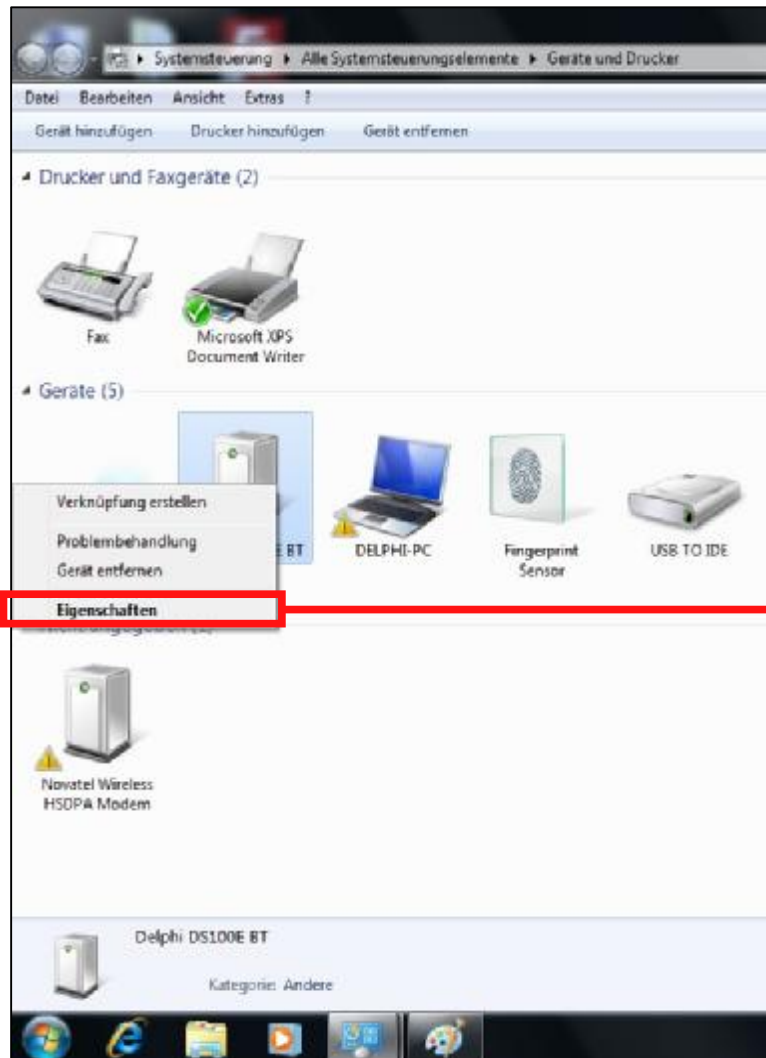 Systemsteuerung ▸ Alle Systemsteuerungselemente ▸ Geräte und Drucker
Datei Bearbeiten Ansicht Extras ?
Gerät hinzufügen Drucker hinzufügen Gerät entfernen
Drucker und Faxgeräte (2)
Fax
Microsoft XPS
Document Writer
Geräte (5)
Verknüpfung erstellen
Problembehandlung
Gerät entfernen
Eigenschaften
E BT
DELPHI-PC
Fingerprint
Sensor
USB TO IDE
Novatel Wireless
HSDPA Modem
Delphi DS100E BT
Kategorie: Andere